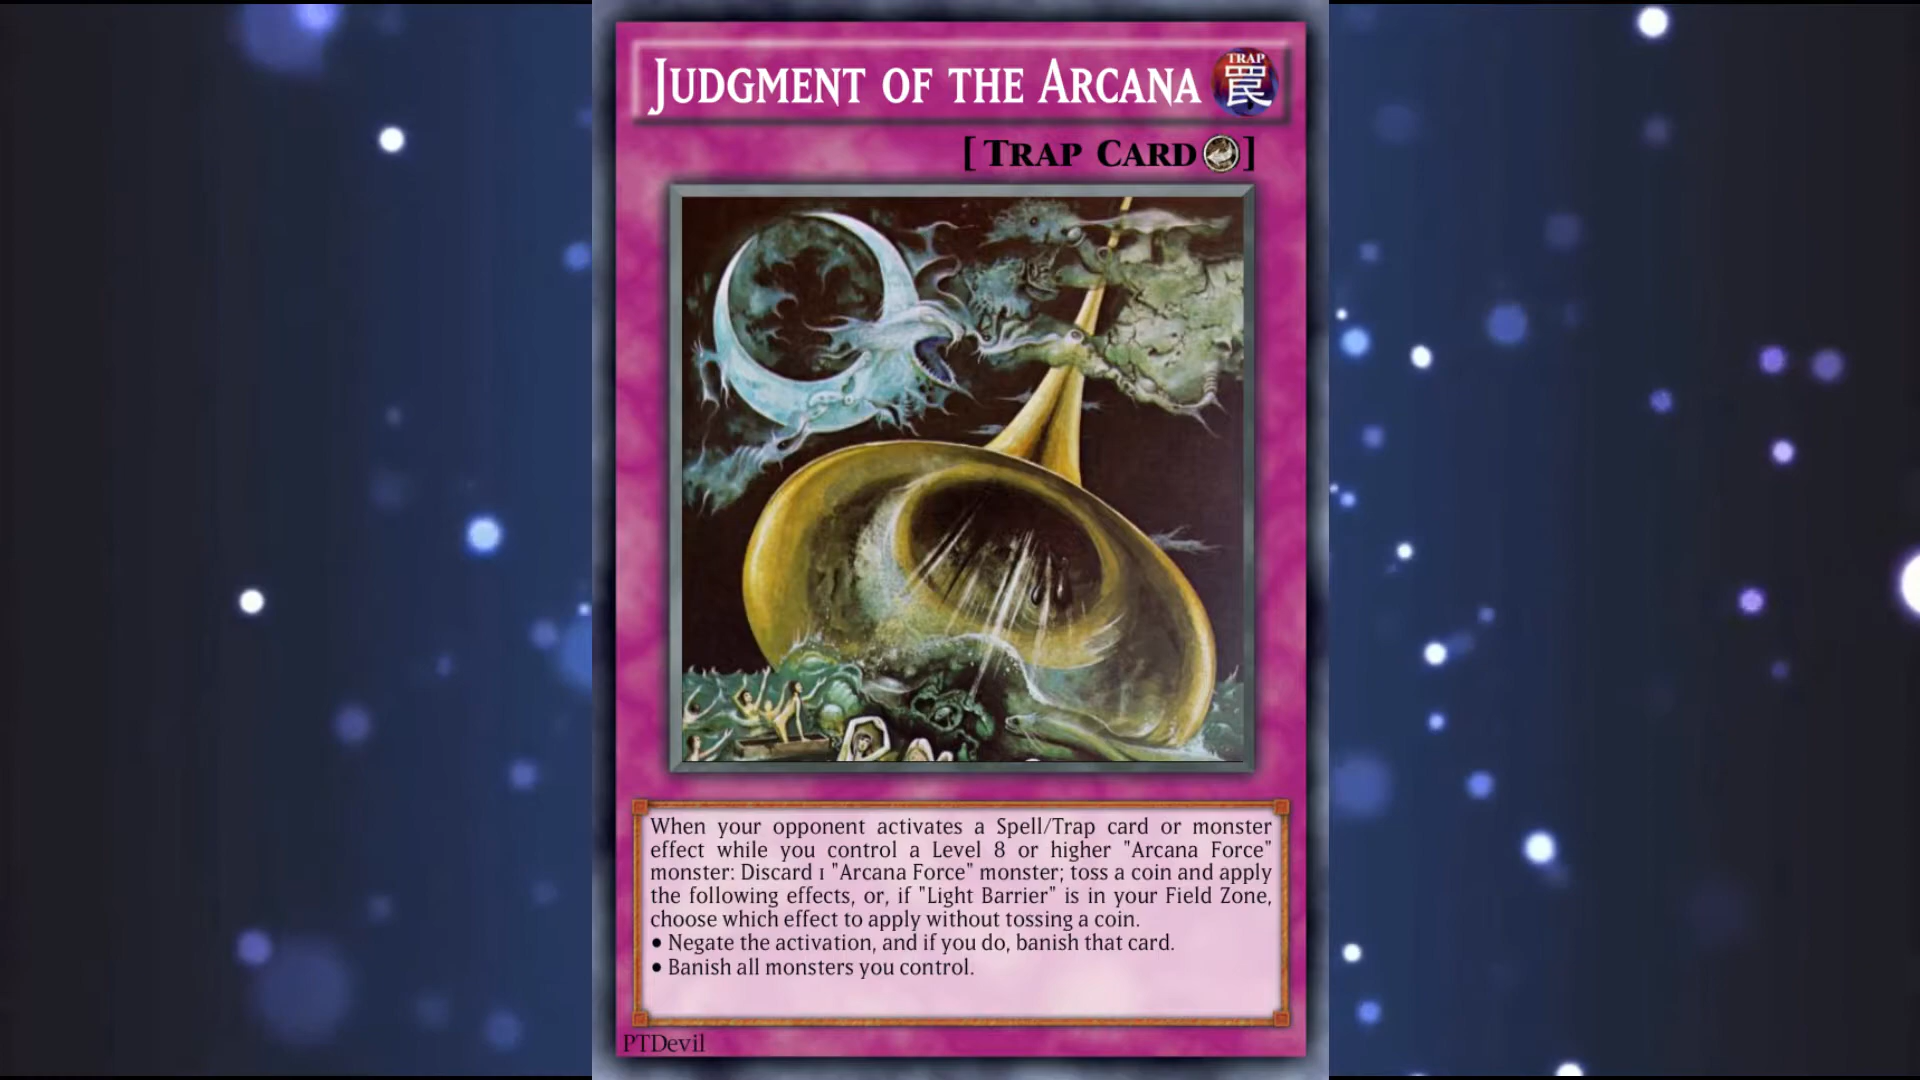 JUDGMENT OF THE ARCANA
TRAP
罠
[ TRAP CARD ]
When your opponent activates a Spell/Trap card or monster
effect while you control a Level 8 or higher "Arcana Force"
monster: Discard 1 "Arcana Force" monster; toss a coin and apply
the following effects, or, if "Light Barrier" is in your Field Zone,
choose which effect to apply without tossing a coin.
● Negate the activation, and if you do, banish that card.
● Banish all monsters you control.
PTDevil